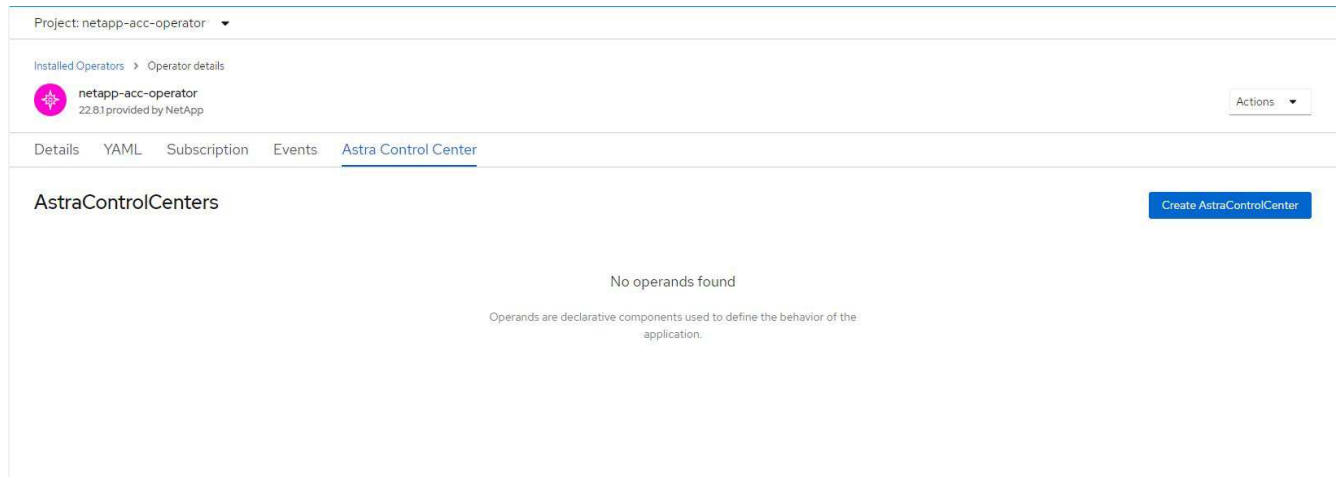 Project: netapp-acc-operator
Installed Operators > Operator details
netapp-acc-operator
22.8.1 provided by NetApp
Actions
Details YAML Subscription Events Astra Control Center
AstraControlCenters
Create AstraControlCenter
No operands found
Operands are declarative components used to define the behavior of the
application.